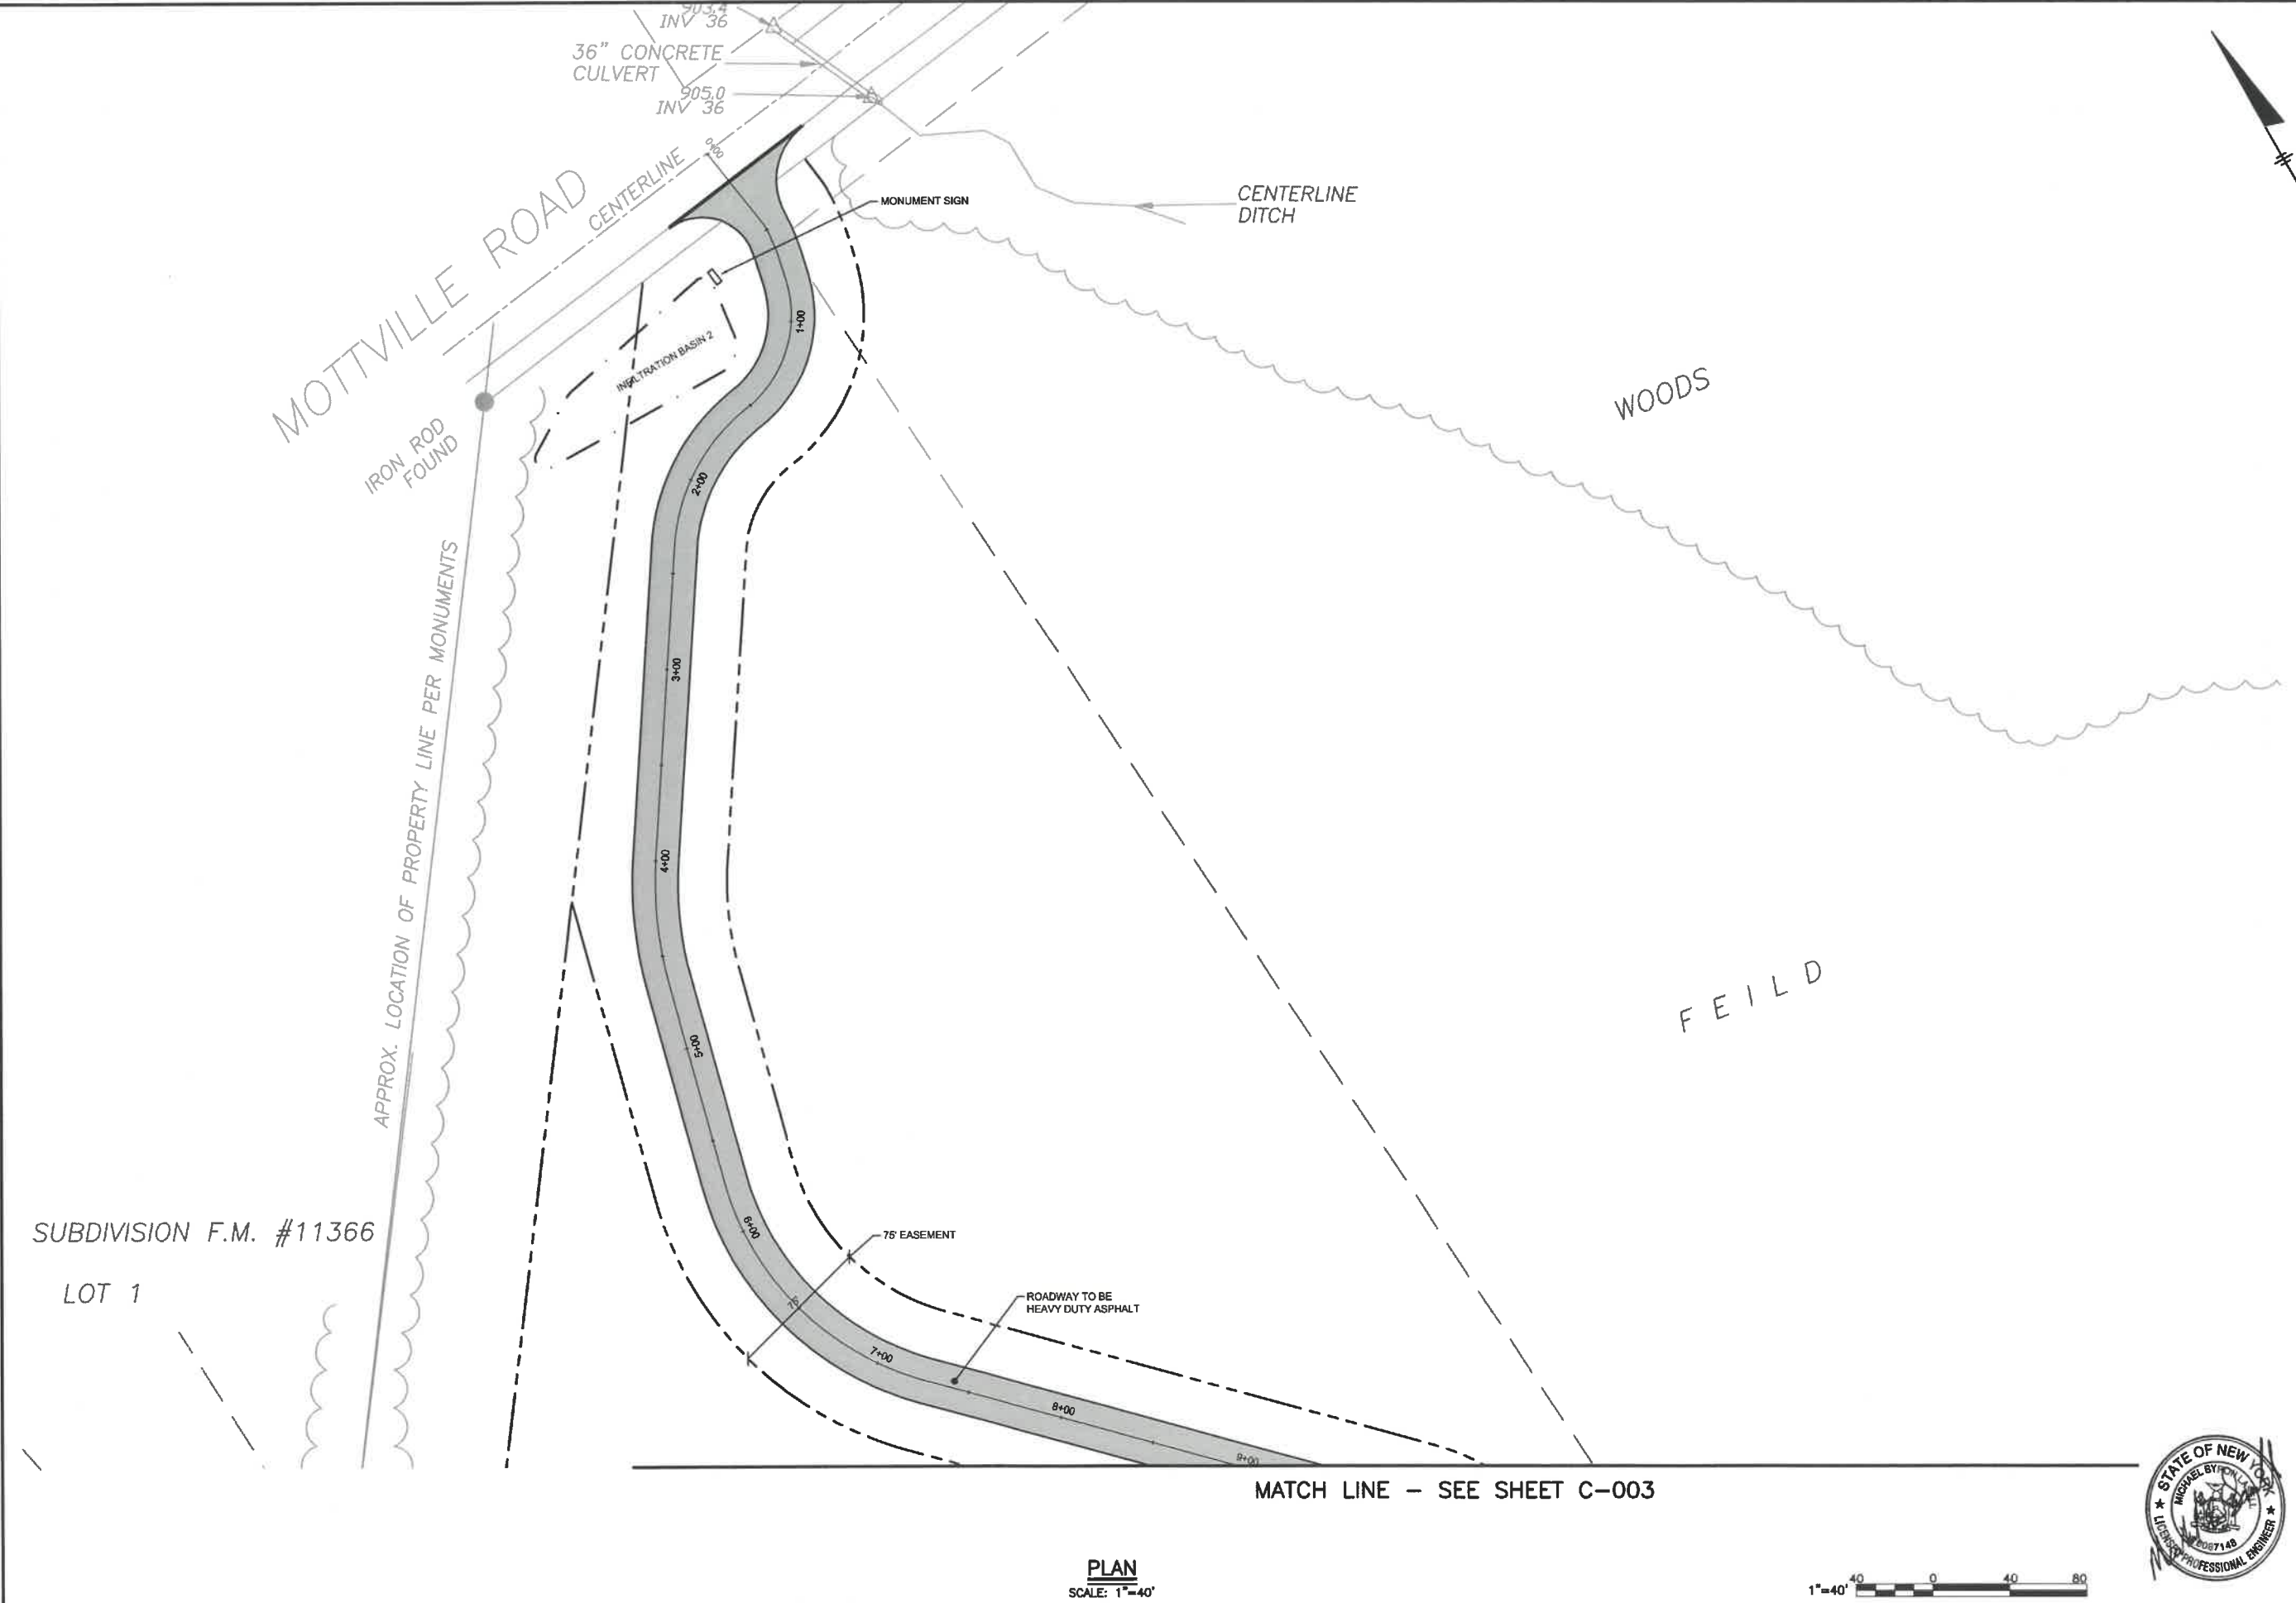 903.4
INV 36
36" CONCRETE
CULVERT
905.0
INV 36
0+00
MOTTVILLE ROAD
CENTERLINE
MONUMENT SIGN
CENTERLINE
DITCH
1+00
INFILTRATION BASIN 2
WOODS
IRON ROD
FOUND
2+00
APPROX. LOCATION OF PROPERTY LINE PER MONUMENTS
3+00
4+00
FEILD
5+00
SUBDIVISION F.M. #11366
LOT 1
6+00
75' EASEMENT
75'
ROADWAY TO BE
HEAVY DUTY ASPHALT
7+00
8+00
9+00
MATCH LINE - SEE SHEET C-003
STATE OF NEW YORK
LICENSED PROFESSIONAL ENGINEER
PLAN
SCALE: 1"=40'
1"=40'
40 0 40 80